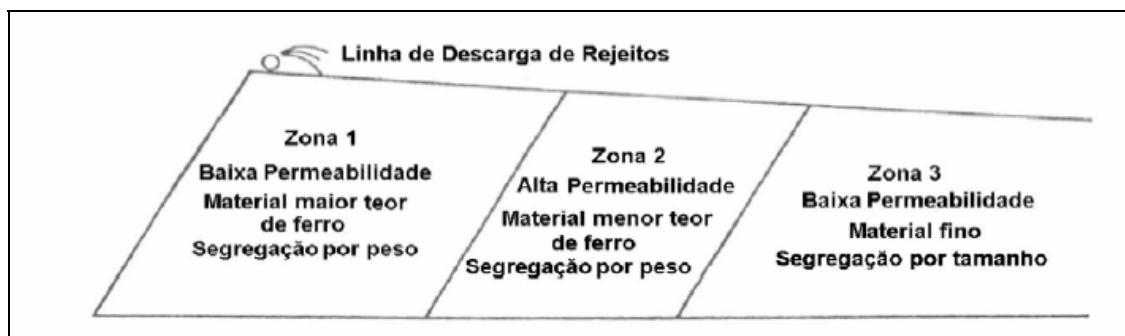 Linha de Descarga de Rejeitos
Zona 1
Baixa Permeabilidade
Material maior teor
de ferro
Segregação por peso
Zona 2
Alta Permeabilidade
Material menor teor
de ferro
Segregação por peso
Zona 3
Baixa Permeabilidade
Material fino
Segregação por tamanho